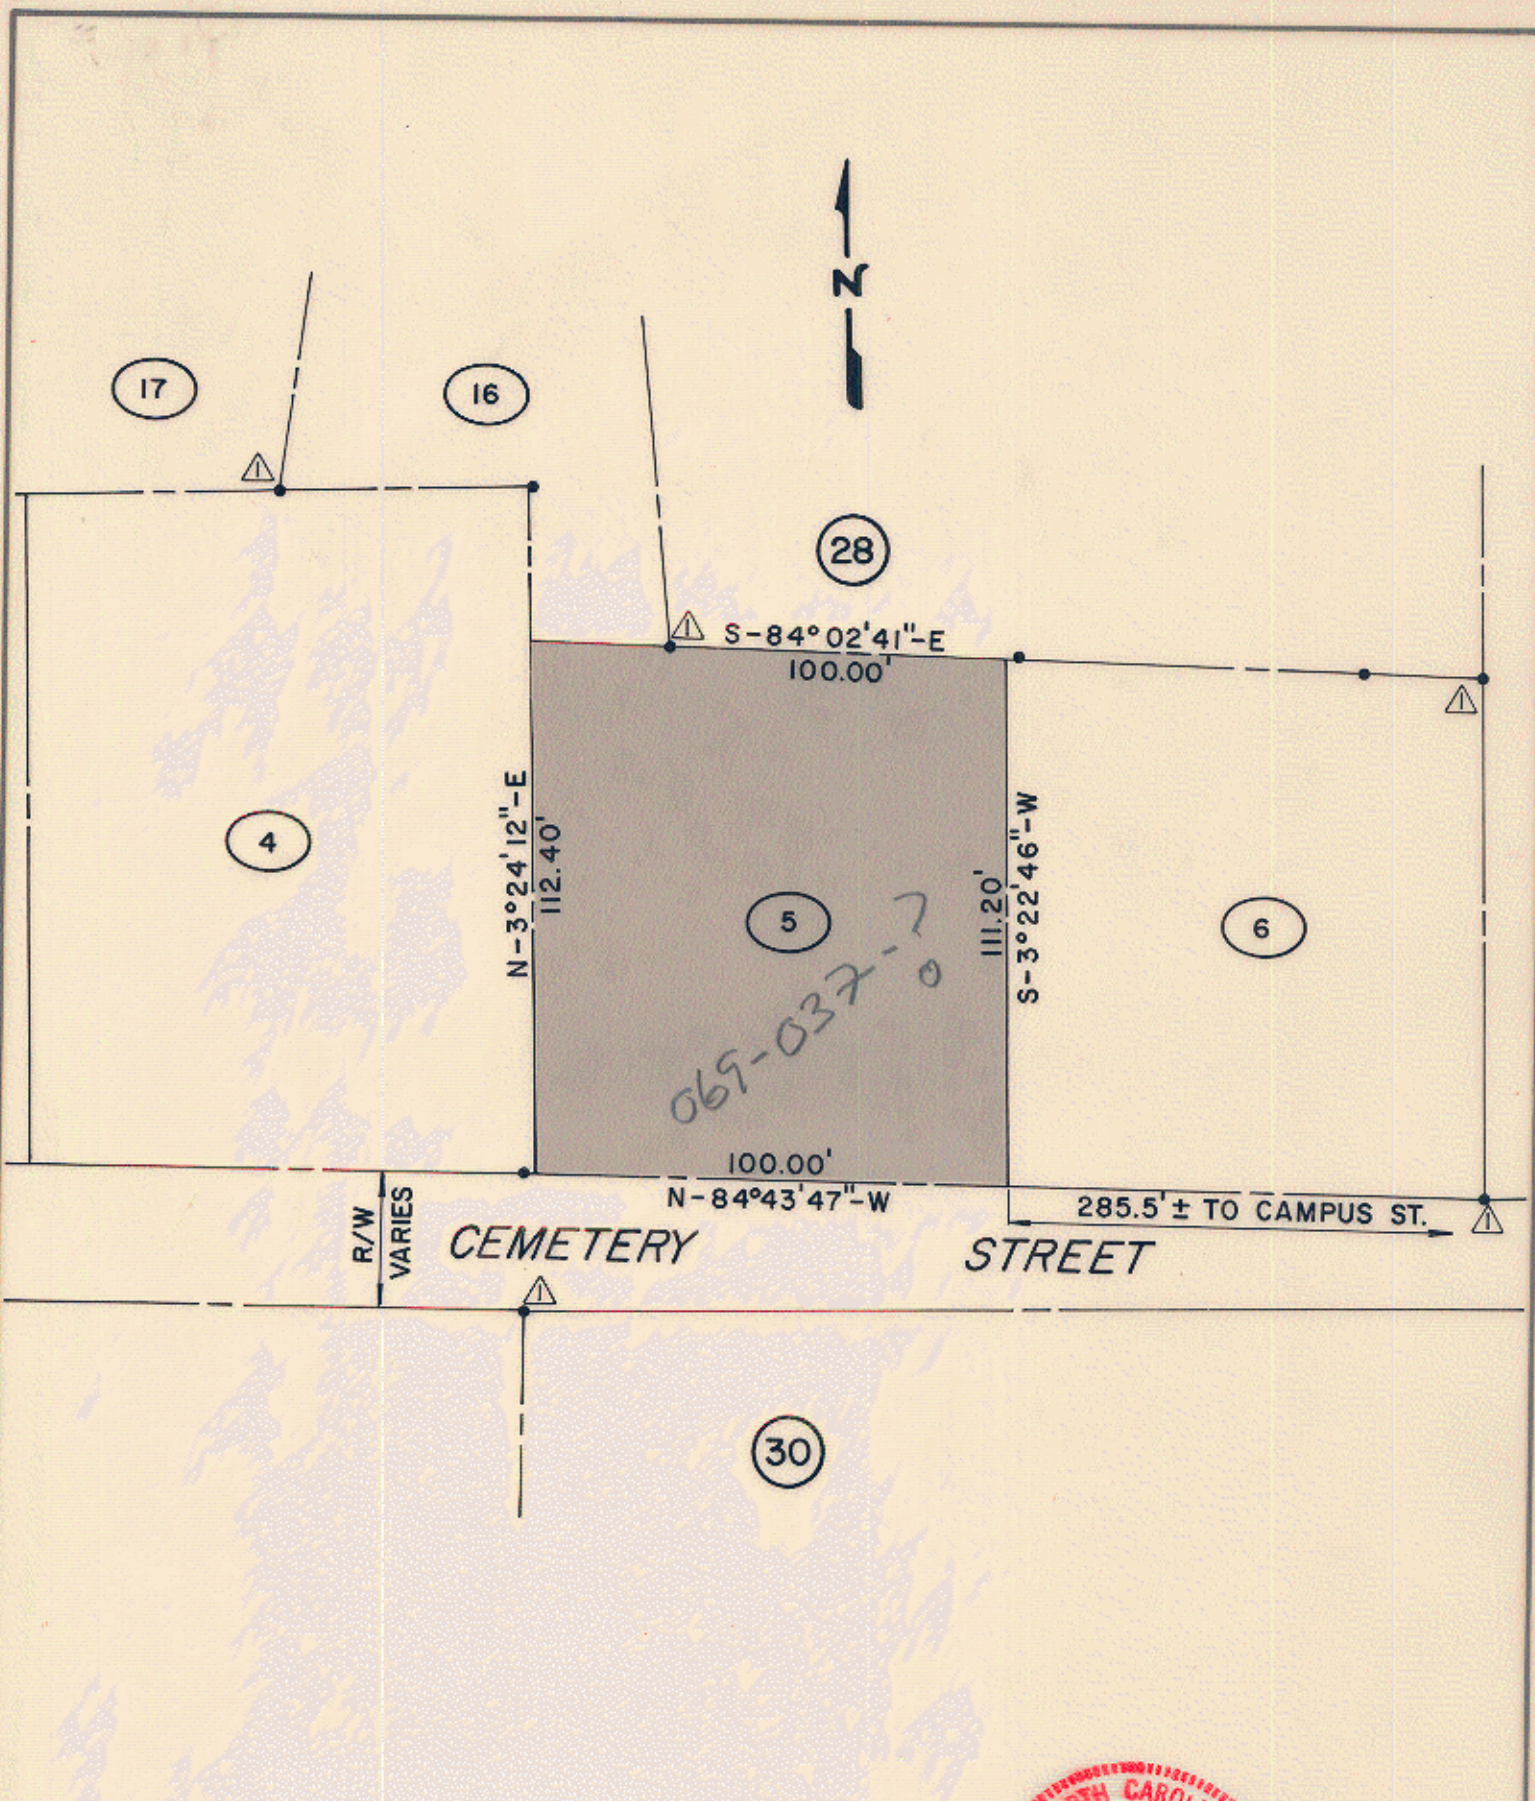 N
17
16
28
S-84°02'41"-E
100.00'
N-3°24'12"-E
112.40'
4
5
6
111.20'
S-3°22'46"-W
069-037-?
100.00'
N-84°43'47"-W
285.5'± TO CAMPUS ST.
R/W
VARIES
CEMETERY STREET
30